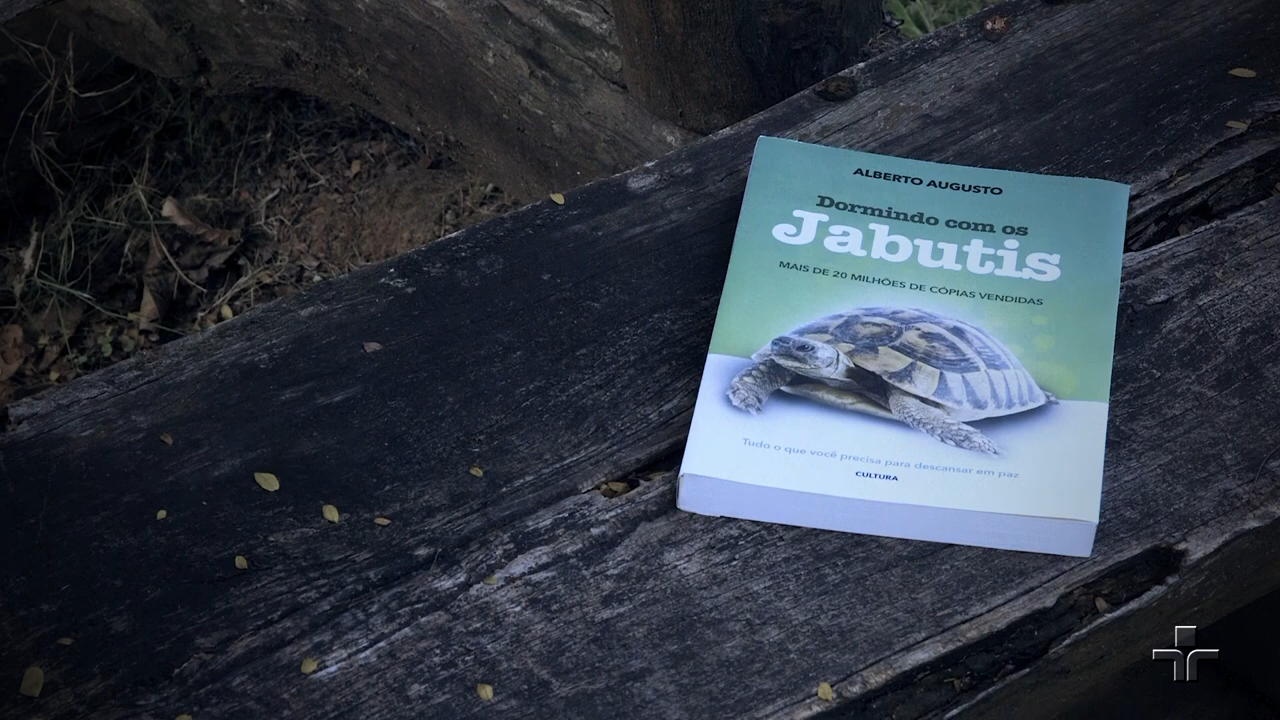 ALBERTO AUGUSTO
Dormindo com os
Jabutis
MAIS DE 20 MILHÕES DE CÓPIAS VENDIDAS
Tudo o que você precisa para descansar em paz
CULTURA